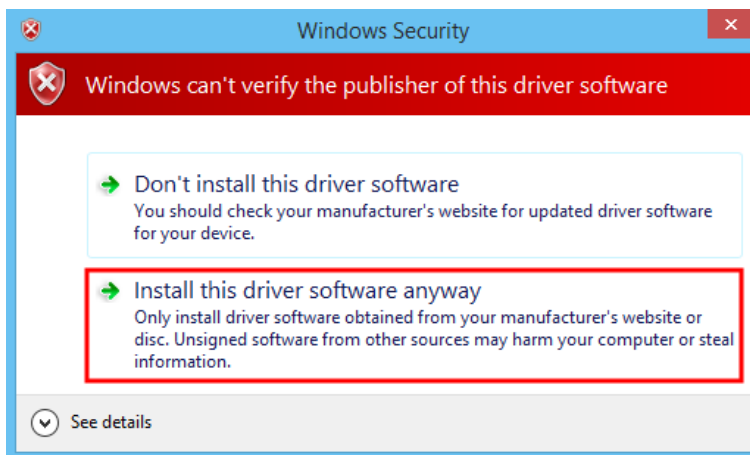 Windows Security
Windows can't verify the publisher of this driver software
Don't install this driver software
You should check your manufacturer's website for updated driver software
for your device.
Install this driver software anyway
Only install driver software obtained from your manufacturer's website or
disc. Unsigned software from other sources may harm your computer or steal
information.
See details